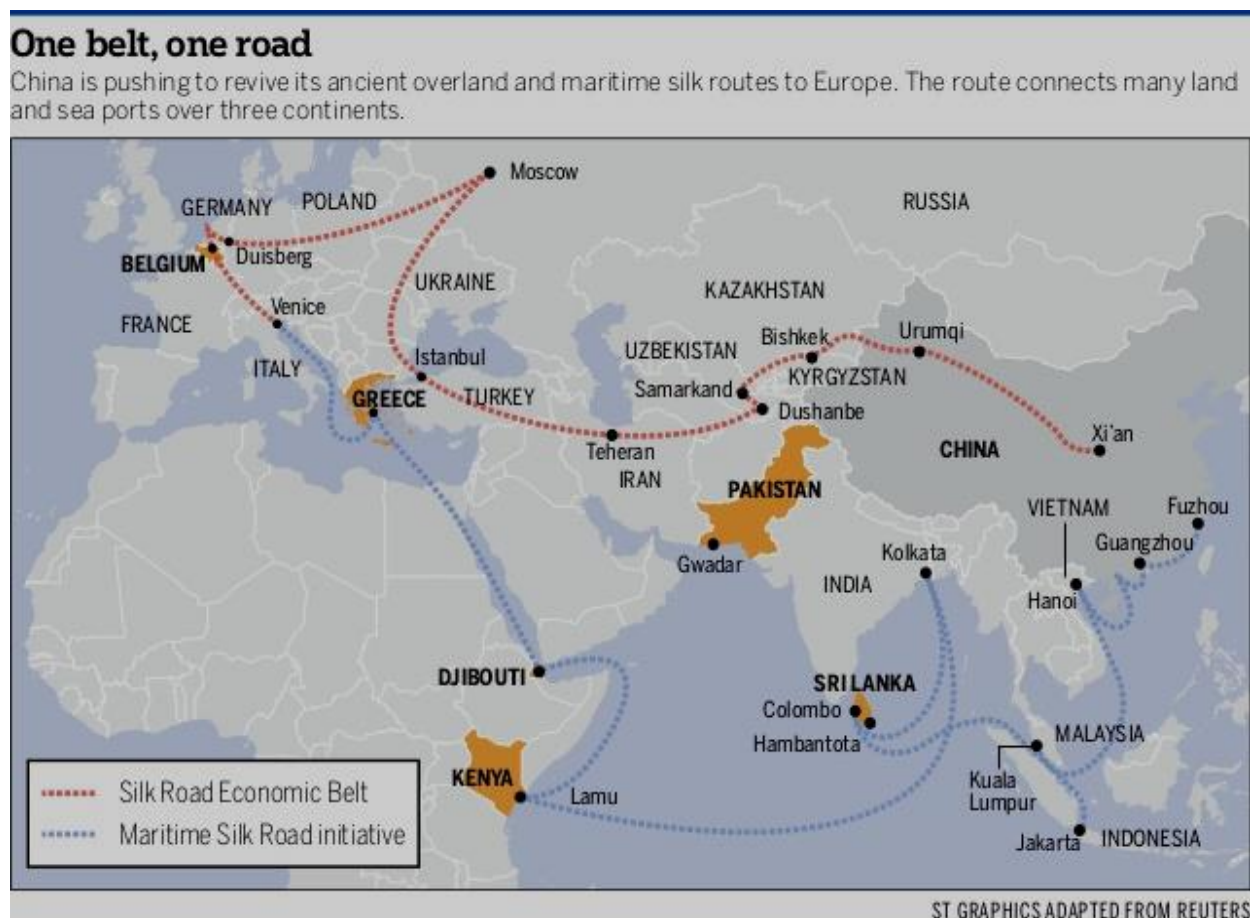 One belt, one road
China is pushing to revive its ancient overland and maritime silk routes to Europe. The route connects many land
and sea ports over three continents.
Moscow
GERMANY
POLAND
RUSSIA
BELGIUM
Duisberg
UKRAINE
KAZAKHSTAN
Venice
FRANCE
Bishkek
Urumqi
Istanbul
UZBEKISTAN
ITALY
KYRGYZSTAN
Samarkand
GREECE
TURKEY
Dushanbe
Xi'an
Teheran
CHINA
IRAN
PAKISTAN
VIETNAM
Fuzhou
Guangzhou
Kolkata
Gwadar
INDIA
Hanoi
DJIBOUTI
SRI LANKA
Colombo
Hambantota
MALAYSIA
KENYA
Lamu
Kuala
Lumpur
Jakarta
INDONESIA
Silk Road Economic Belt
Maritime Silk Road initiative
ST GRAPHICS ADAPTED FROM REUTERS